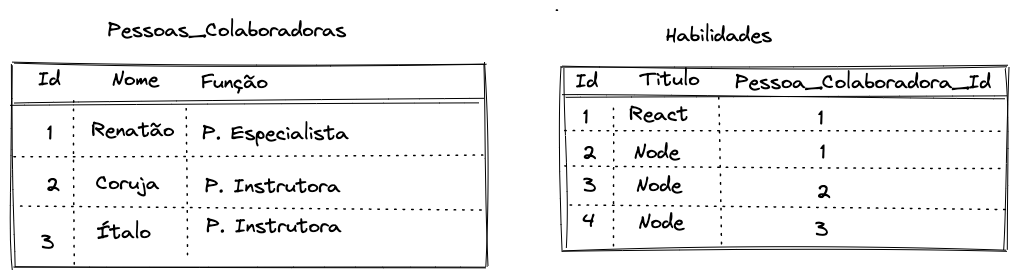 Pessoas_Colaboradoras
Id Nome Função
1 Renatão P. Especialista
2 Coruja P. Instrutora
3 Ítalo P. Instrutora
Habilidades
Id Titulo Pessoa_Colaboradora_Id
1 React 1
2 Node 1
3 Node 2
4 Node 3